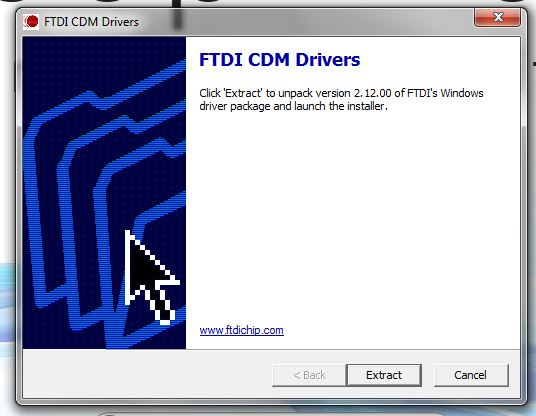 FTDI CDM Drivers
FTDI CDM Drivers
Click 'Extract' to unpack version 2.12.00 of FTDI's Windows
driver package and launch the installer.
www.ftdichip.com
< Back
Extract
Cancel